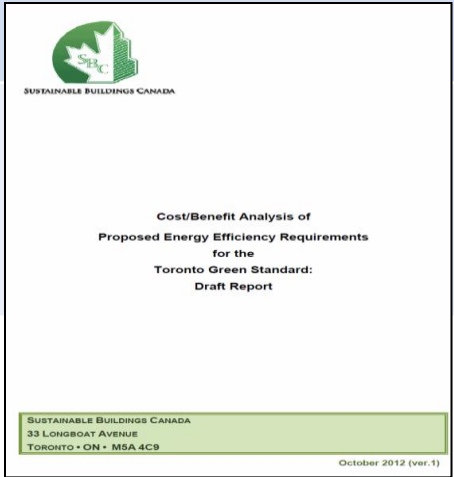 SBC
SUSTAINABLE BUILDINGS CANADA
Cost/Benefit Analysis of
Proposed Energy Efficiency Requirements
for the
Toronto Green Standard:
Draft Report
SUSTAINABLE BUILDINGS CANADA
33 LONGBOAT AVENUE
TORONTO • ON • M5A 4C9
October 2012 (ver.1)